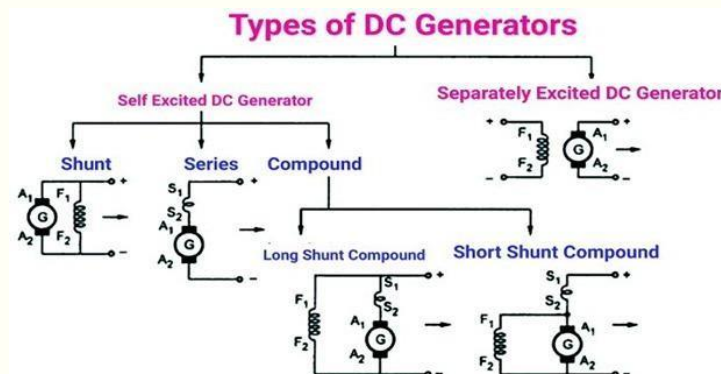 Types of DC Generators
Self Excited DC Generator
Separately Excited DC Generator
Shunt
Series
Compound
+
F1
F2
−
+
A1
G
A2
−
A1
G
A2
F1
F2
+
−
S1
S2
A1
G
A2
+
−
Long Shunt Compound
Short Shunt Compound
F1
F2
S1
S2
A1
G
A2
+
−
F1
F2
S1
S2
A1
G
A2
+
−